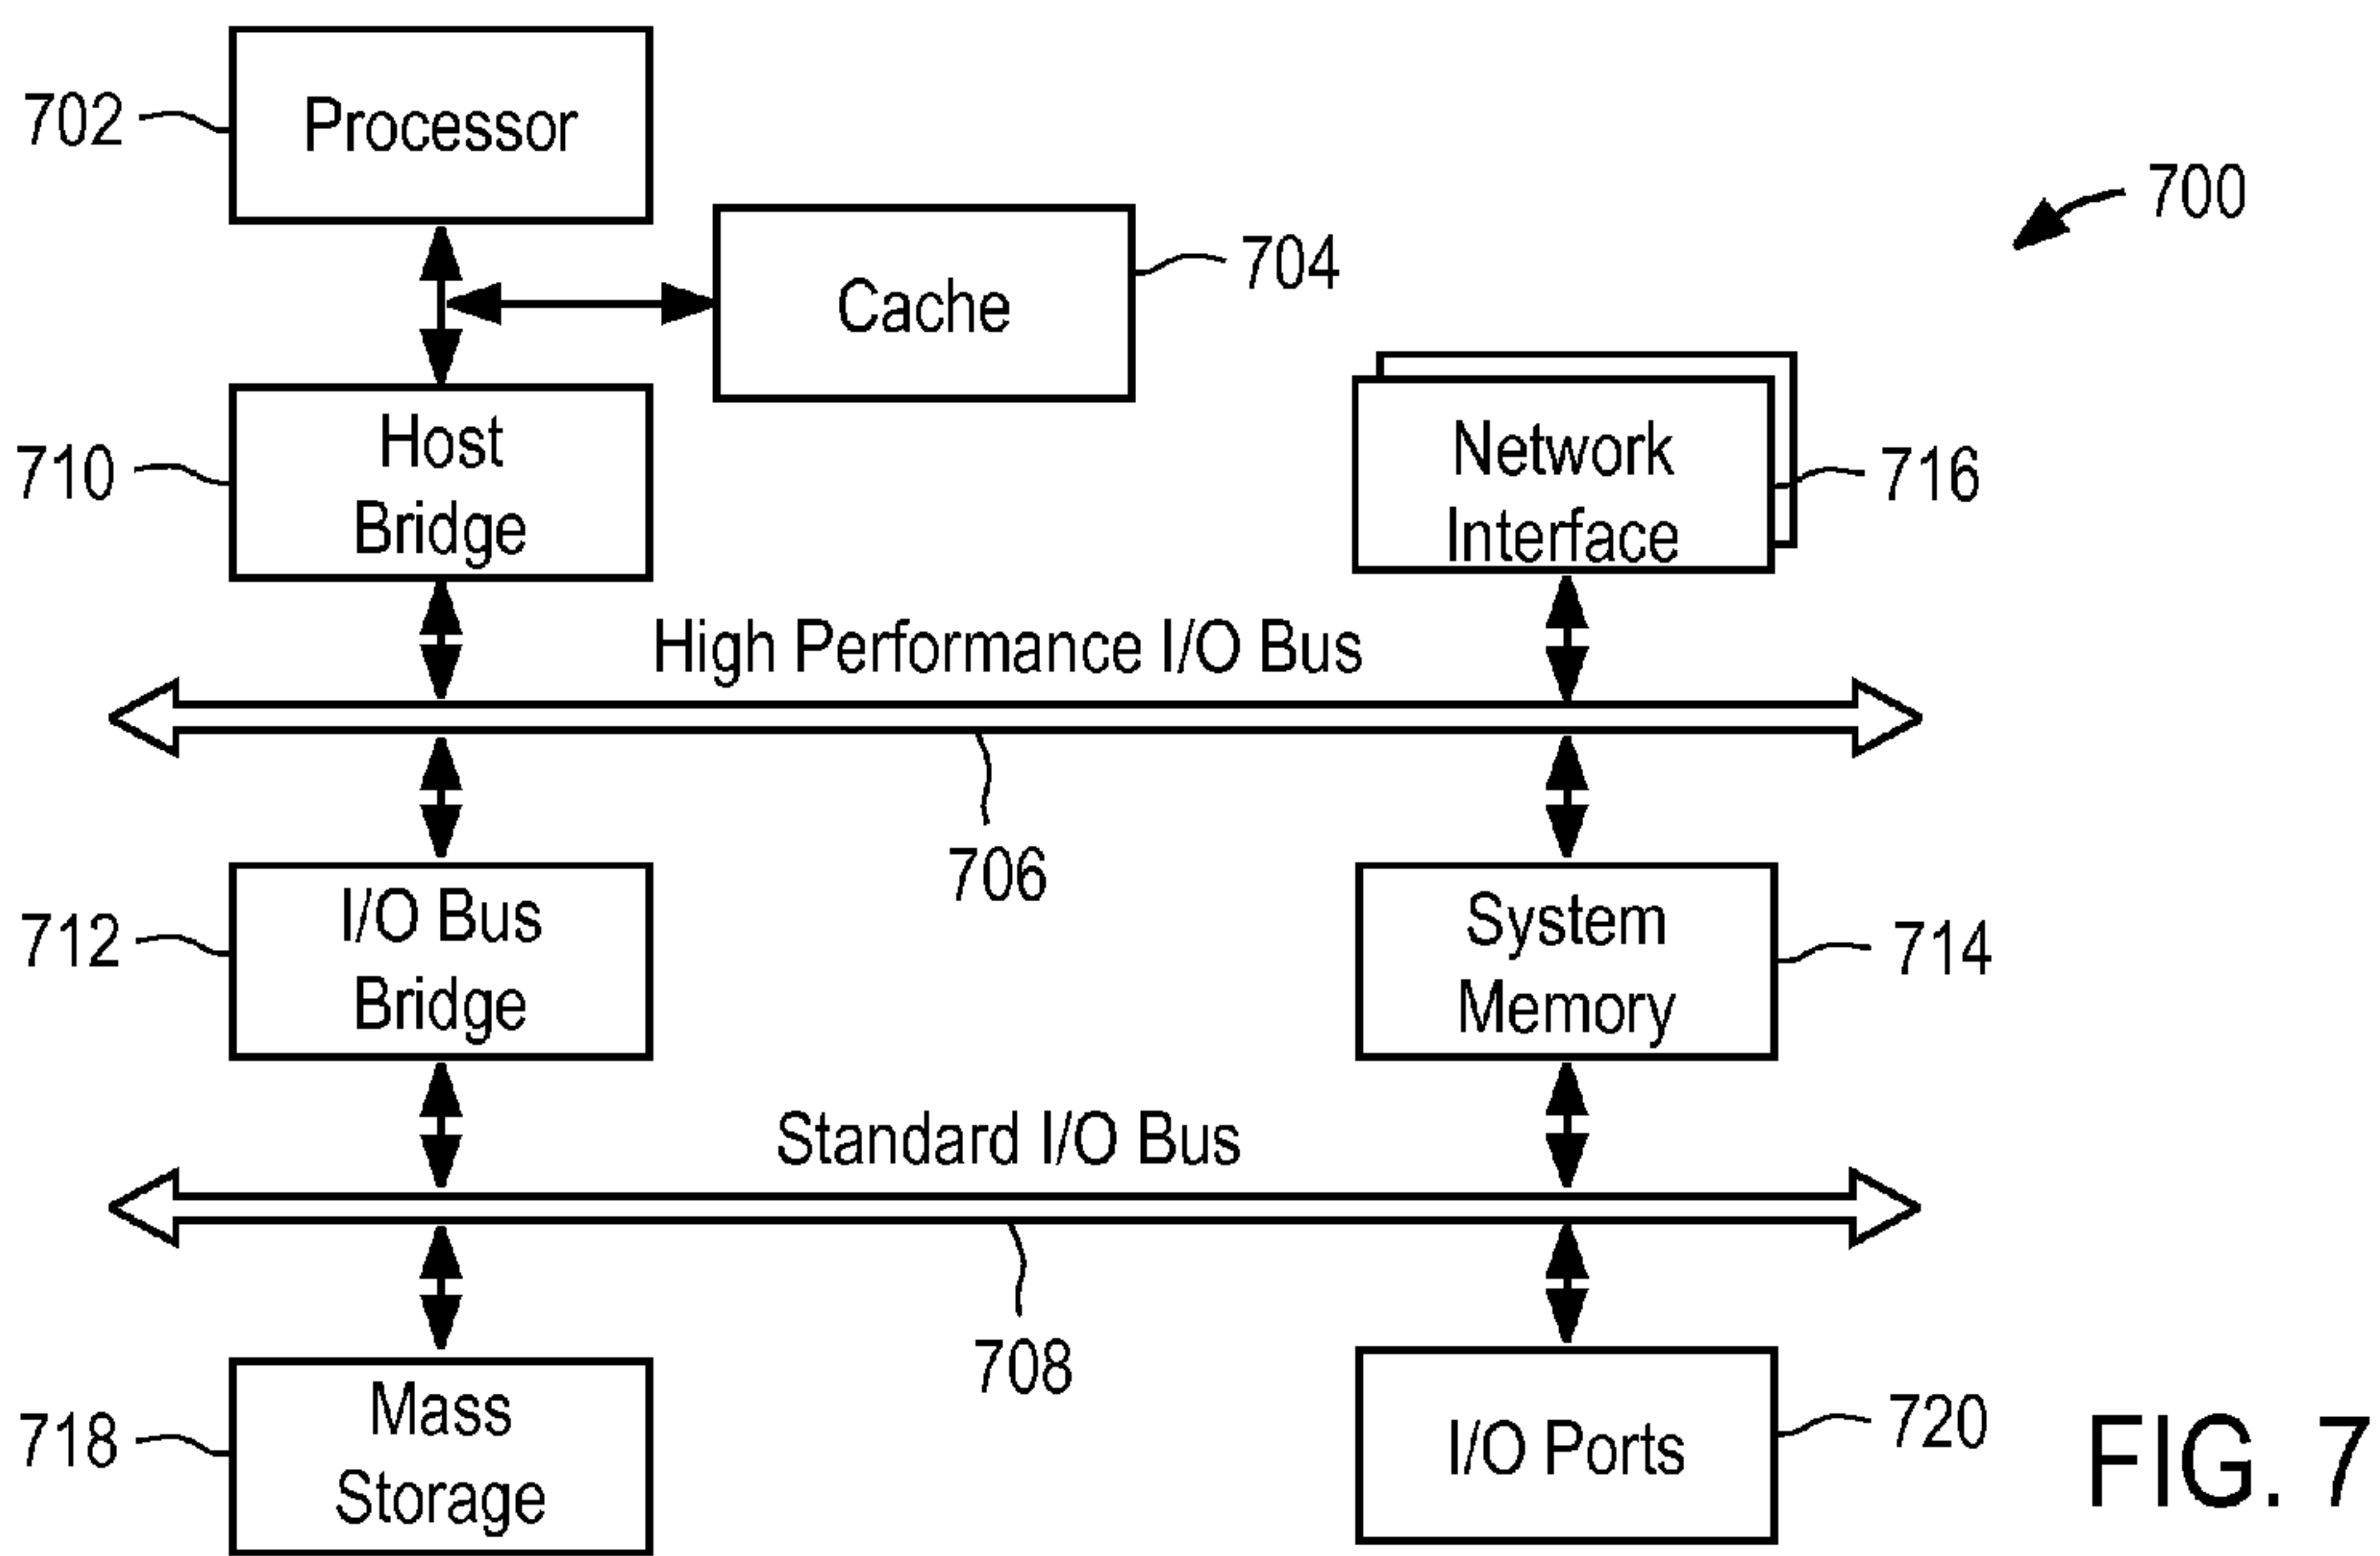 702
Processor
700
704
Cache
Host
Bridge
710
Network
Interface
716
High Performance I/O Bus
706
I/O Bus
Bridge
712
System
Memory
714
Standard I/O Bus
708
Mass
Storage
718
I/O Ports
720
FIG. 7